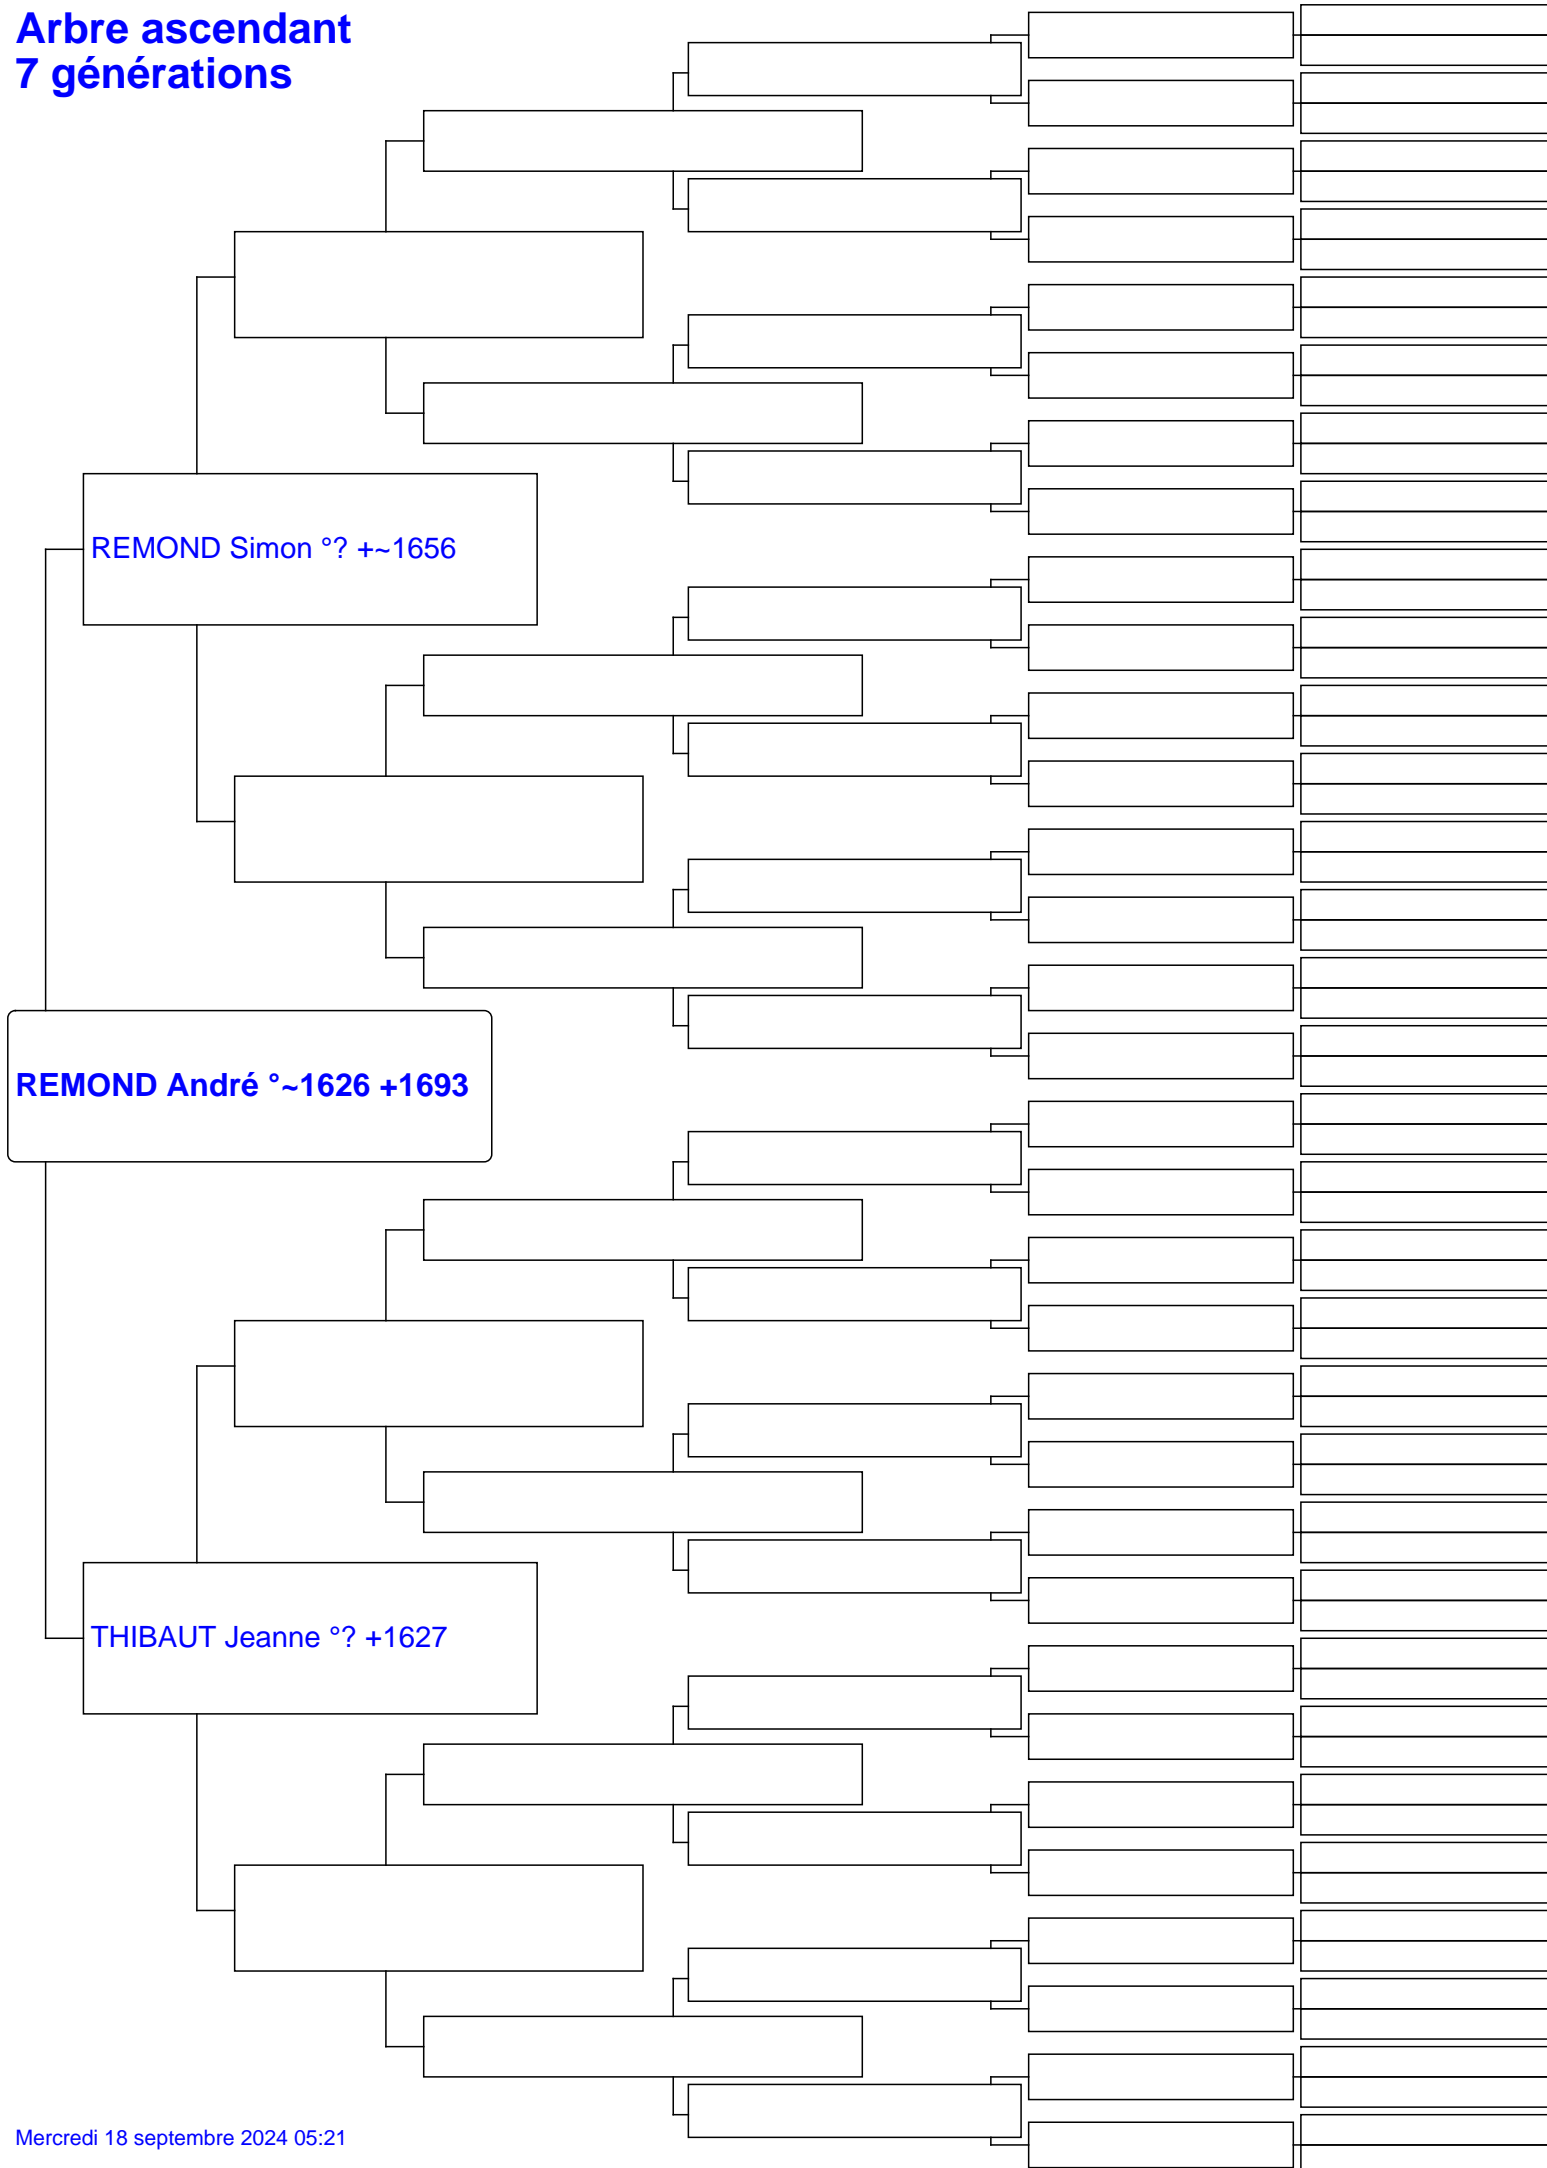 Arbre ascendant
7 générations
REMOND Simon °? +~1656
REMOND André °~1626 +1693
THIBAUT Jeanne °? +1627
Mercredi 18 septembre 2024 05:21